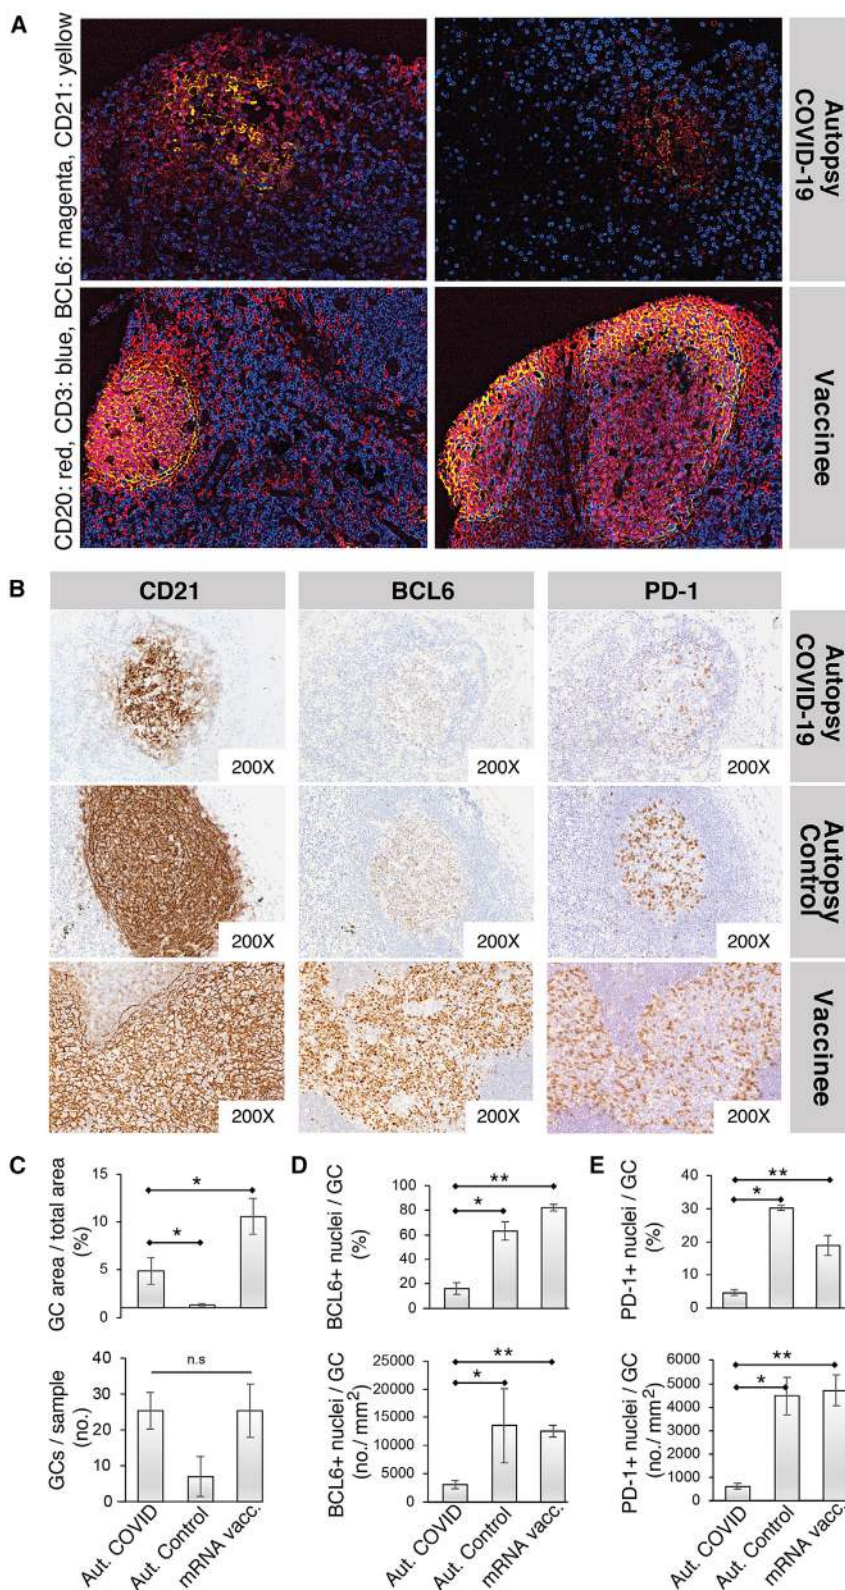 A
CD20: red, CD3: blue, BCL6: magenta, CD21: yellow
Autopsy
COVID-19
Vaccinee
B
CD21
BCL6
PD-1
Autopsy
COVID-19
200X
200X
200X
Autopsy
Control
200X
200X
200X
Vaccinee
200X
200X
200X
C
GC area / total area
(%)
15
10
5
1
*
*
GCs / sample
(no.)
40
30
20
10
0
n.s
Aut. COVID
Aut. Control
mRNA vacc.
D
BCL6+ nuclei / GC
(%)
100
80
60
40
20
0
**
*
BCL6+ nuclei / GC
(no./ mm2)
25000
20000
15000
10000
5000
0
**
*
Aut. COVID
Aut. Control
mRNA vacc.
E
PD-1+ nuclei / GC
(%)
40
30
20
10
0
**
*
PD-1+ nuclei / GC
(no./ mm2)
6000
5000
4000
3000
2000
1000
0
**
*
Aut. COVID
Aut. Control
mRNA vacc.